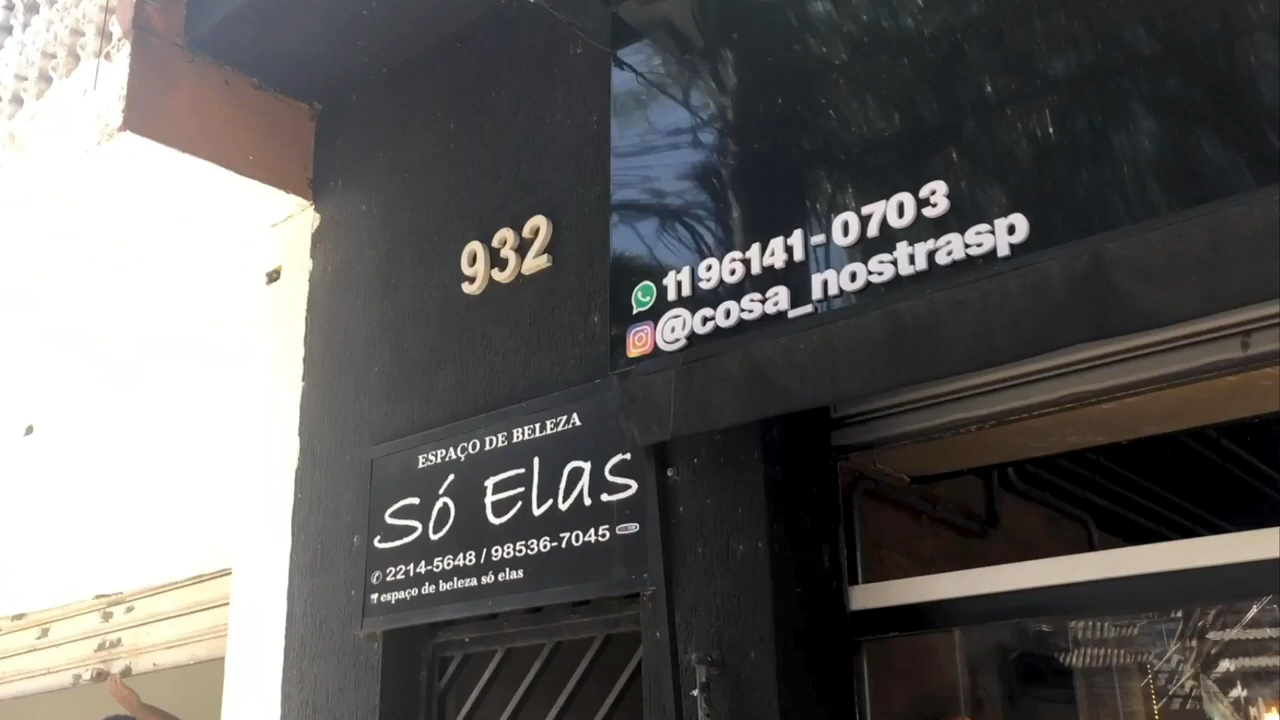 932
11 96141-0703
@cosa_nostrasp
ESPAÇO DE BELEZA
Só Elas
2214-5648 / 98536-7045
espaço de beleza só elas